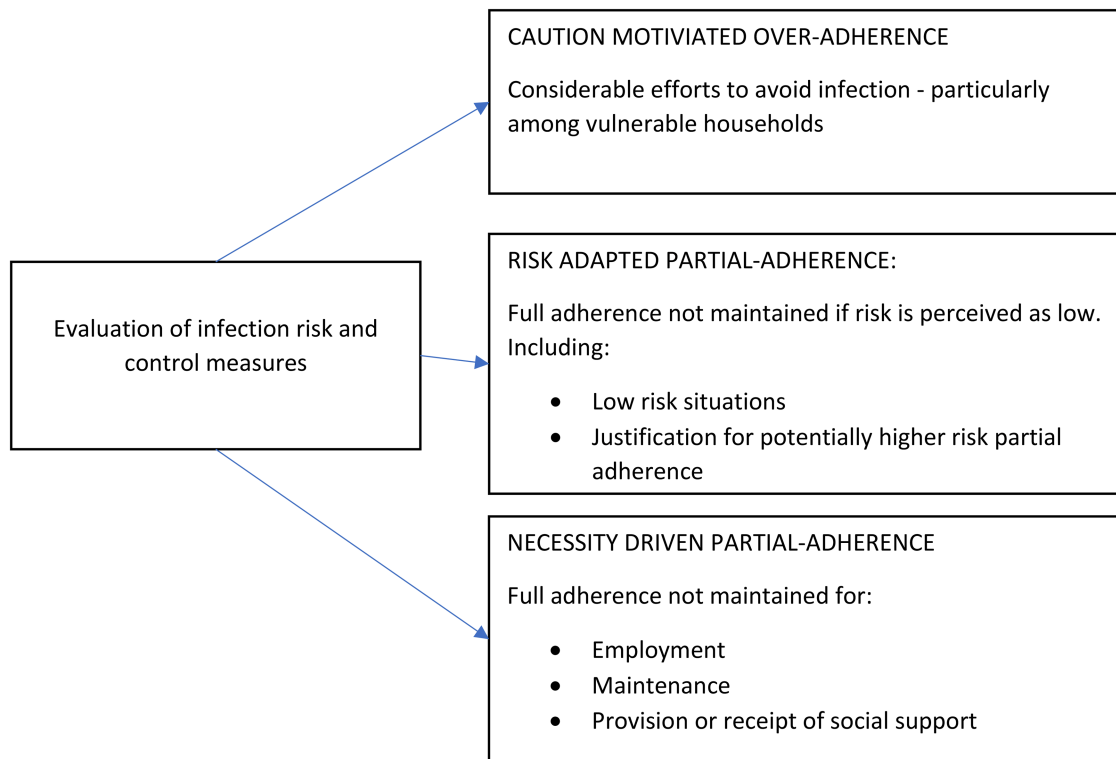 CAUTION MOTIVIATED OVER-ADHERENCE
Considerable efforts to avoid infection - particularly
among vulnerable households
Evaluation of infection risk and
control measures
RISK ADAPTED PARTIAL-ADHERENCE:
Full adherence not maintained if risk is perceived as low.
Including:
• Low risk situations
• Justification for potentially higher risk partial
adherence
NECESSITY DRIVEN PARTIAL-ADHERENCE
Full adherence not maintained for:
• Employment
• Maintenance
• Provision or receipt of social support